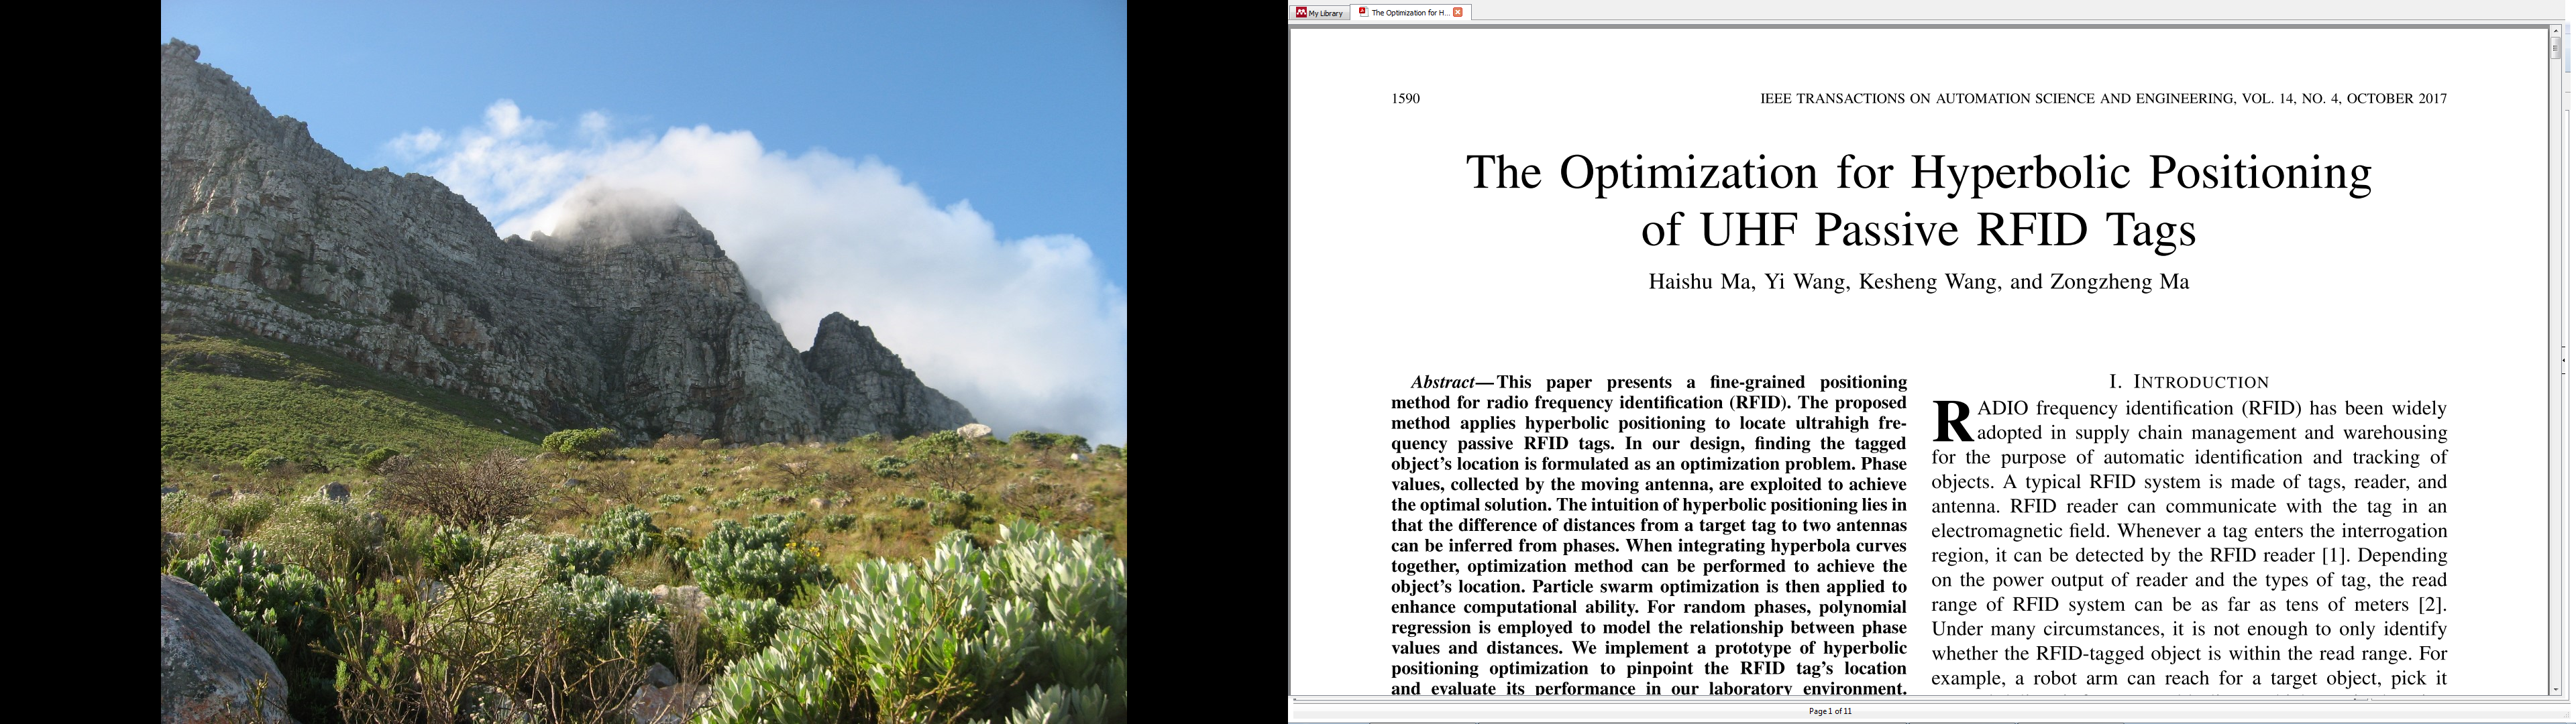 My Library
The Optimization for H...
1590
IEEE TRANSACTIONS ON AUTOMATION SCIENCE AND ENGINEERING, VOL. 14, NO. 4, OCTOBER 2017
The Optimization for Hyperbolic Positioning
of UHF Passive RFID Tags
Haishu Ma, Yi Wang, Kesheng Wang, and Zongzheng Ma
Abstract—This paper presents a fine-grained positioning
method for radio frequency identification (RFID). The proposed
method applies hyperbolic positioning to locate ultrahigh fre-
quency passive RFID tags. In our design, finding the tagged
object's location is formulated as an optimization problem. Phase
values, collected by the moving antenna, are exploited to achieve
the optimal solution. The intuition of hyperbolic positioning lies in
that the difference of distances from a target tag to two antennas
can be inferred from phases. When integrating hyperbola curves
together, optimization method can be performed to achieve the
object's location. Particle swarm optimization is then applied to
enhance computational ability. For random phases, polynomial
regression is employed to model the relationship between phase
values and distances. We implement a prototype of hyperbolic
positioning optimization to pinpoint the RFID tag's location
and evaluate its performance in our laboratory environment.
I. INTRODUCTION
RADIO frequency identification (RFID) has been widely
adopted in supply chain management and warehousing
for the purpose of automatic identification and tracking of
objects. A typical RFID system is made of tags, reader, and
antenna. RFID reader can communicate with the tag in an
electromagnetic field. Whenever a tag enters the interrogation
region, it can be detected by the RFID reader [1]. Depending
on the power output of reader and the types of tag, the read
range of RFID system can be as far as tens of meters [2].
Under many circumstances, it is not enough to only identify
whether the RFID-tagged object is within the read range. For
example, a robot arm can reach for a target object, pick it
Page 1 of 11